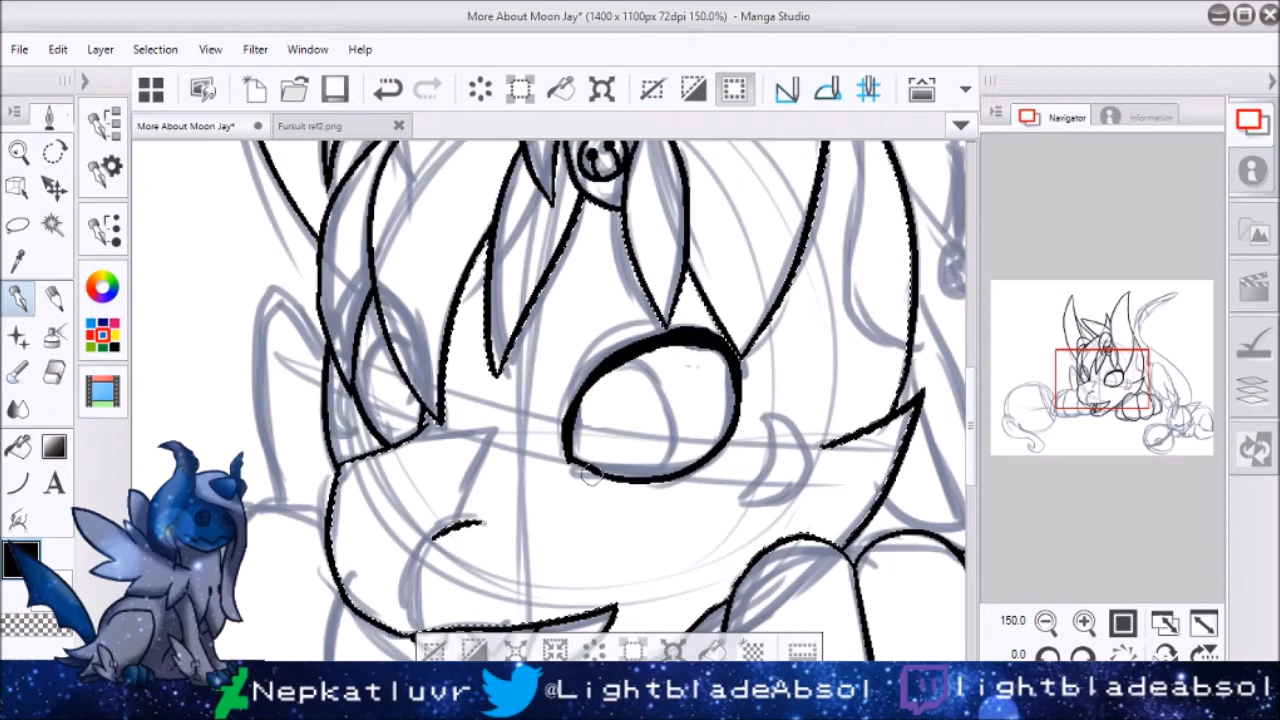 More About Moon Jay* (1400 x 1100px 72dpi 150.0%) - Manga Studio
File Edit Layer Selection View Filter Window Help
More About Moon Jay* Fursuit ref2.png
Navigator Information
A
150.0
0.0
Nepkatluvr @LightbladeAbsol lightbladeabsol